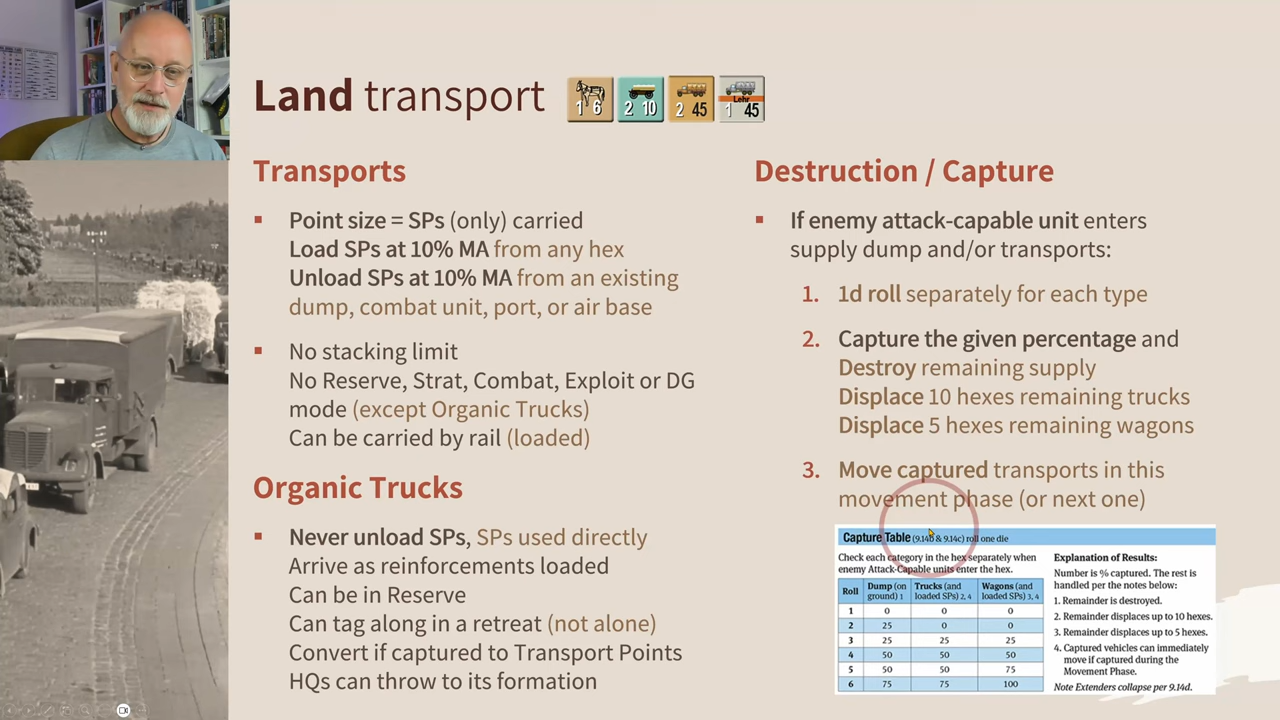 Land transport
1 6
2 10
2 45
Lehr
1 45
Transports
Point size = SPs (only) carried
Load SPs at 10% MA from any hex
Unload SPs at 10% MA from an existing
dump, combat unit, port, or air base
No stacking limit
No Reserve, Strat, Combat, Exploit or DG
mode (except Organic Trucks)
Can be carried by rail (loaded)
Organic Trucks
Never unload SPs, SPs used directly
Arrive as reinforcements loaded
Can be in Reserve
Can tag along in a retreat (not alone)
Convert if captured to Transport Points
HQs can throw to its formation
Destruction / Capture
If enemy attack-capable unit enters
supply dump and/or transports:
1. 1d roll separately for each type
2. Capture the given percentage and
Destroy remaining supply
Displace 10 hexes remaining trucks
Displace 5 hexes remaining wagons
3. Move captured transports in this
movement phase (or next one)
Capture Table (9.14b & 9.14c) roll one die
Check each category in the hex separately when
enemy Attack-Capable units enter the hex.
Roll Dump (on ground) 1 Trucks (and loaded SPs) 2, 4 Wagons (and loaded SPs) 3, 4
1 0 0 0
2 25 0 0
3 25 25 25
4 50 50 50
5 50 50 75
6 75 75 100
Explanation of Results:
Number is % captured. The rest is
handled per the notes below:
1. Remainder is destroyed.
2. Remainder displaces up to 10 hexes.
3. Remainder displaces up to 5 hexes.
4. Captured vehicles can immediately
move if captured during the
Movement Phase.
Note Extenders collapse per 9.14d.